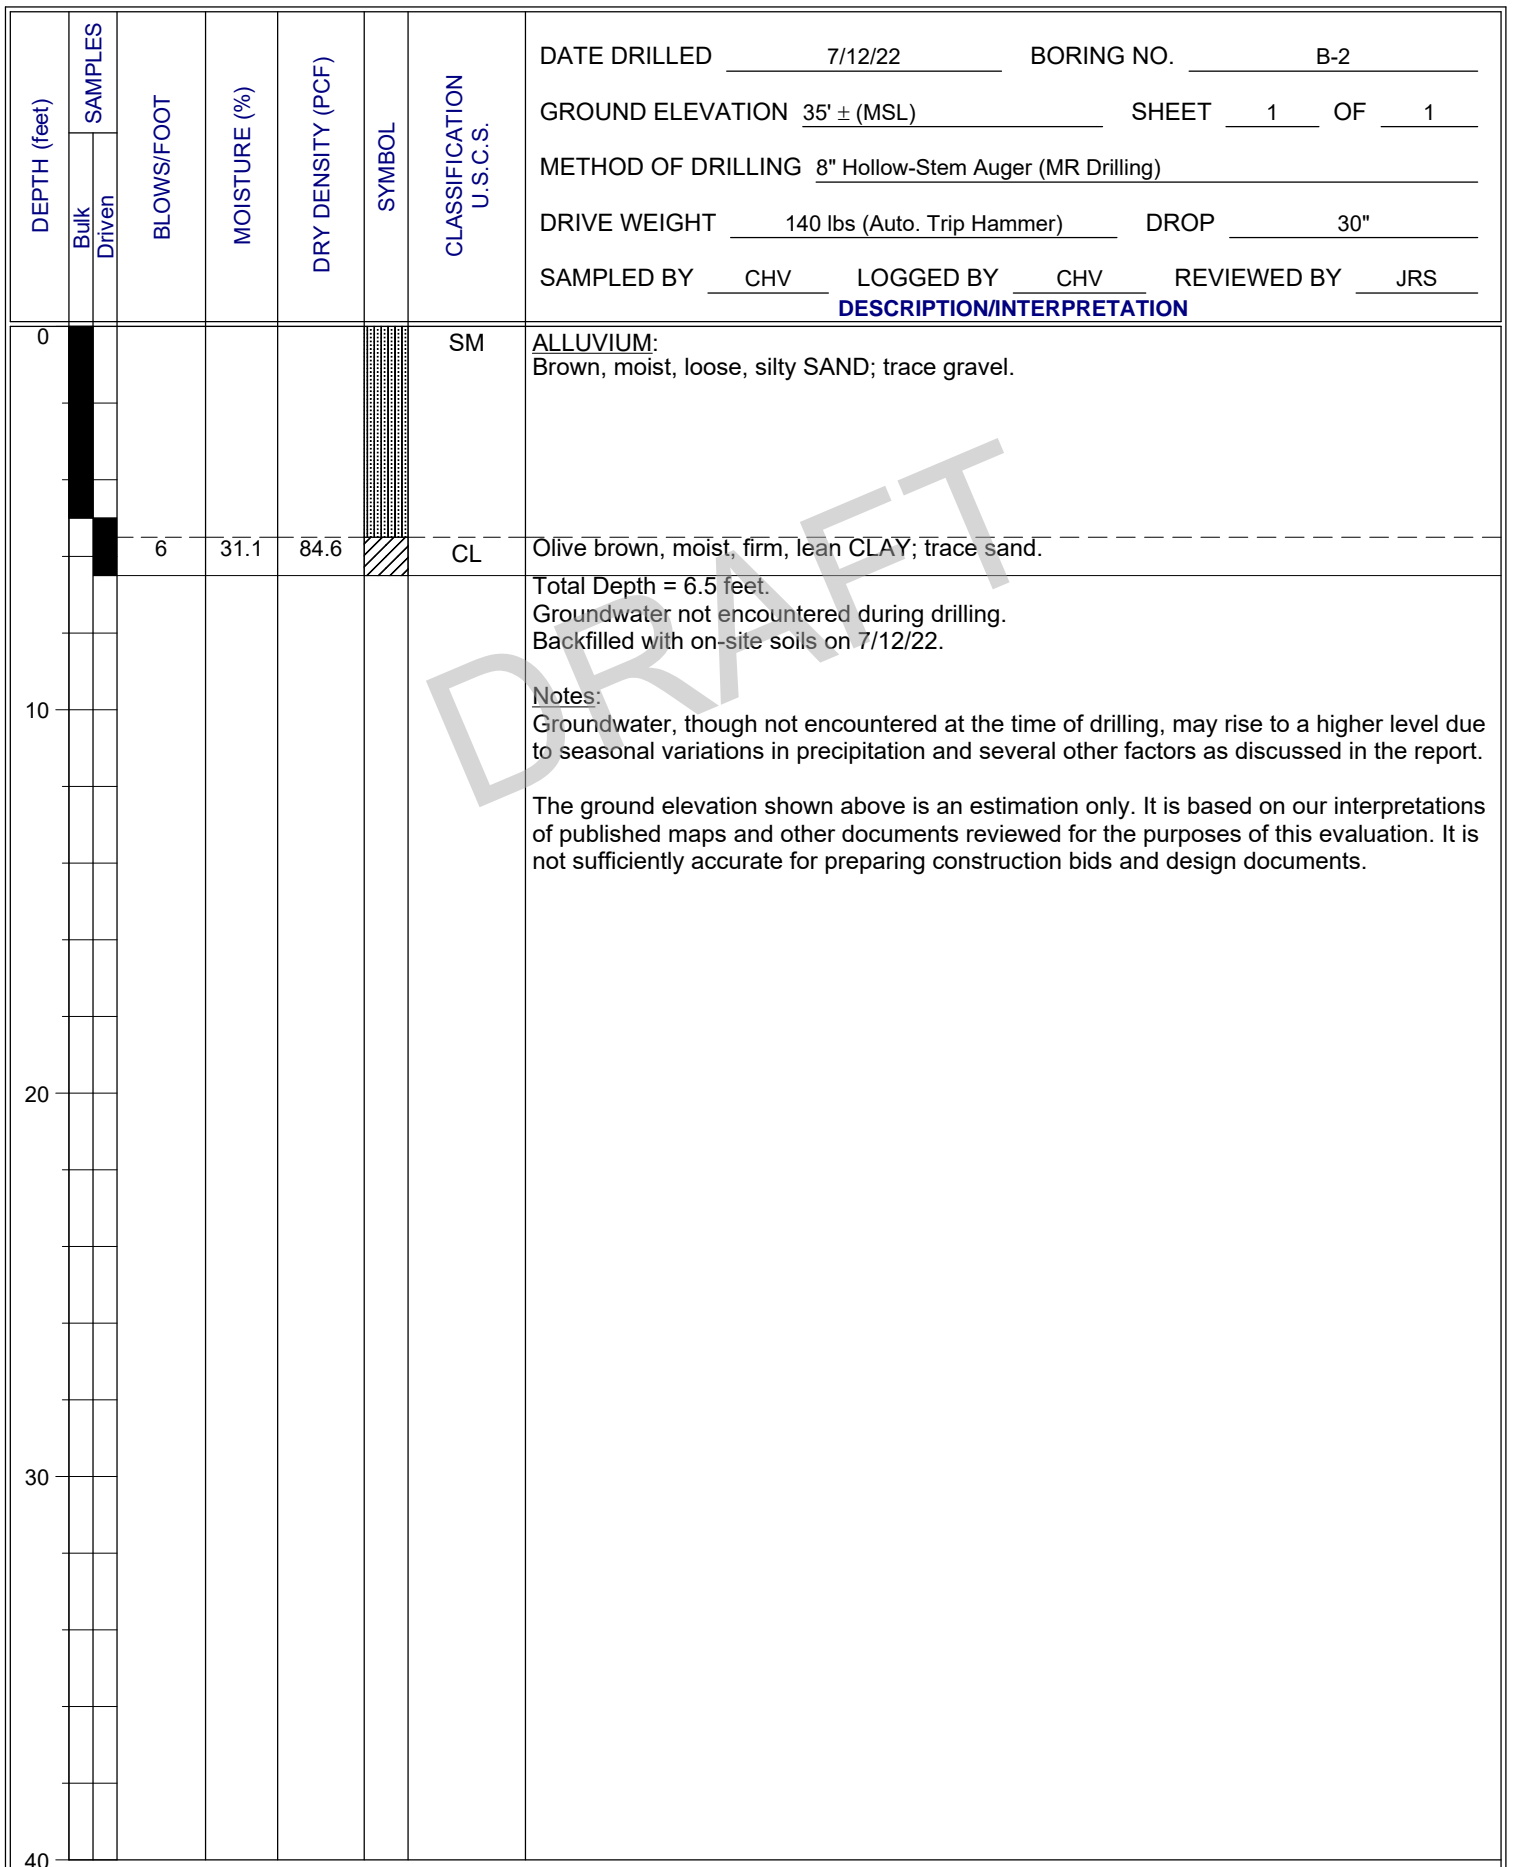 DEPTH (feet)
SAMPLES
Bulk
Driven
BLOWS/FOOT
MOISTURE (%)
DRY DENSITY (PCF)
SYMBOL
CLASSIFICATION
U.S.C.S.
DATE DRILLED 7/12/22 BORING NO. B-2
GROUND ELEVATION 35' ± (MSL) SHEET 1 OF 1
METHOD OF DRILLING 8" Hollow-Stem Auger (MR Drilling)
DRIVE WEIGHT 140 lbs (Auto. Trip Hammer) DROP 30"
SAMPLED BY CHV LOGGED BY CHV REVIEWED BY JRS
DESCRIPTION/INTERPRETATION
0 SM ALLUVIUM:
Brown, moist, loose, silty SAND; trace gravel.
6 31.1 84.6 CL Olive brown, moist, firm, lean CLAY; trace sand.
Total Depth = 6.5 feet.
Groundwater not encountered during drilling.
Backfilled with on-site soils on 7/12/22.
Notes:
10 Groundwater, though not encountered at the time of drilling, may rise to a higher level due
to seasonal variations in precipitation and several other factors as discussed in the report.
The ground elevation shown above is an estimation only. It is based on our interpretations
of published maps and other documents reviewed for the purposes of this evaluation. It is
not sufficiently accurate for preparing construction bids and design documents.
20
30
40
DRAFT